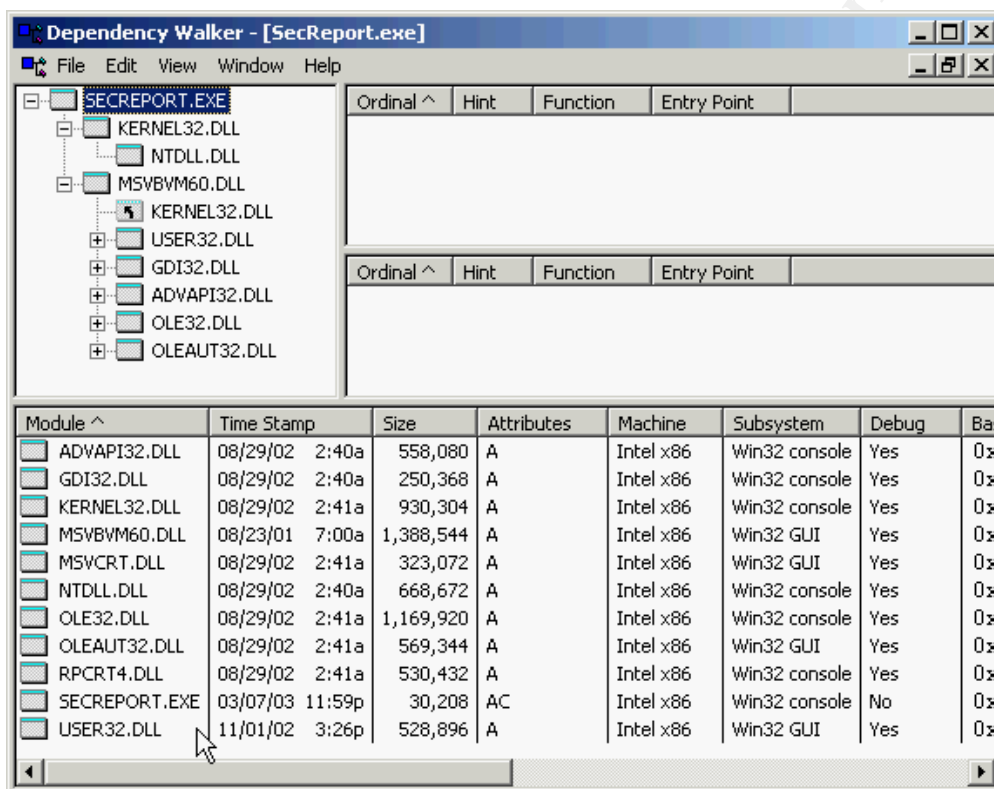 Dependency Walker - [SecReport.exe]
File Edit View Window Help
SECREPORT.EXE
KERNEL32.DLL
NTDLL.DLL
MSVBVM60.DLL
KERNEL32.DLL
USER32.DLL
GDI32.DLL
ADVAPI32.DLL
OLE32.DLL
OLEAUT32.DLL
Ordinal ^ Hint Function Entry Point
Ordinal ^ Hint Function Entry Point
Module ^ Time Stamp Size Attributes Machine Subsystem Debug Ba
ADVAPI32.DLL 08/29/02 2:40a 558,080 A Intel x86 Win32 console Yes 0x
GDI32.DLL 08/29/02 2:40a 250,368 A Intel x86 Win32 console Yes 0x
KERNEL32.DLL 08/29/02 2:41a 930,304 A Intel x86 Win32 console Yes 0x
MSVBVM60.DLL 08/23/01 7:00a 1,388,544 A Intel x86 Win32 GUI Yes 0x
MSVCRT.DLL 08/29/02 2:41a 323,072 A Intel x86 Win32 GUI Yes 0x
NTDLL.DLL 08/29/02 2:40a 668,672 A Intel x86 Win32 console Yes 0x
OLE32.DLL 08/29/02 2:41a 1,169,920 A Intel x86 Win32 console Yes 0x
OLEAUT32.DLL 08/29/02 2:41a 569,344 A Intel x86 Win32 GUI Yes 0x
RPCRT4.DLL 08/29/02 2:41a 530,432 A Intel x86 Win32 console Yes 0x
SECREPORT.EXE 03/07/03 11:59p 30,208 AC Intel x86 Win32 console No 0x
USER32.DLL 11/01/02 3:26p 528,896 A Intel x86 Win32 GUI Yes 0x